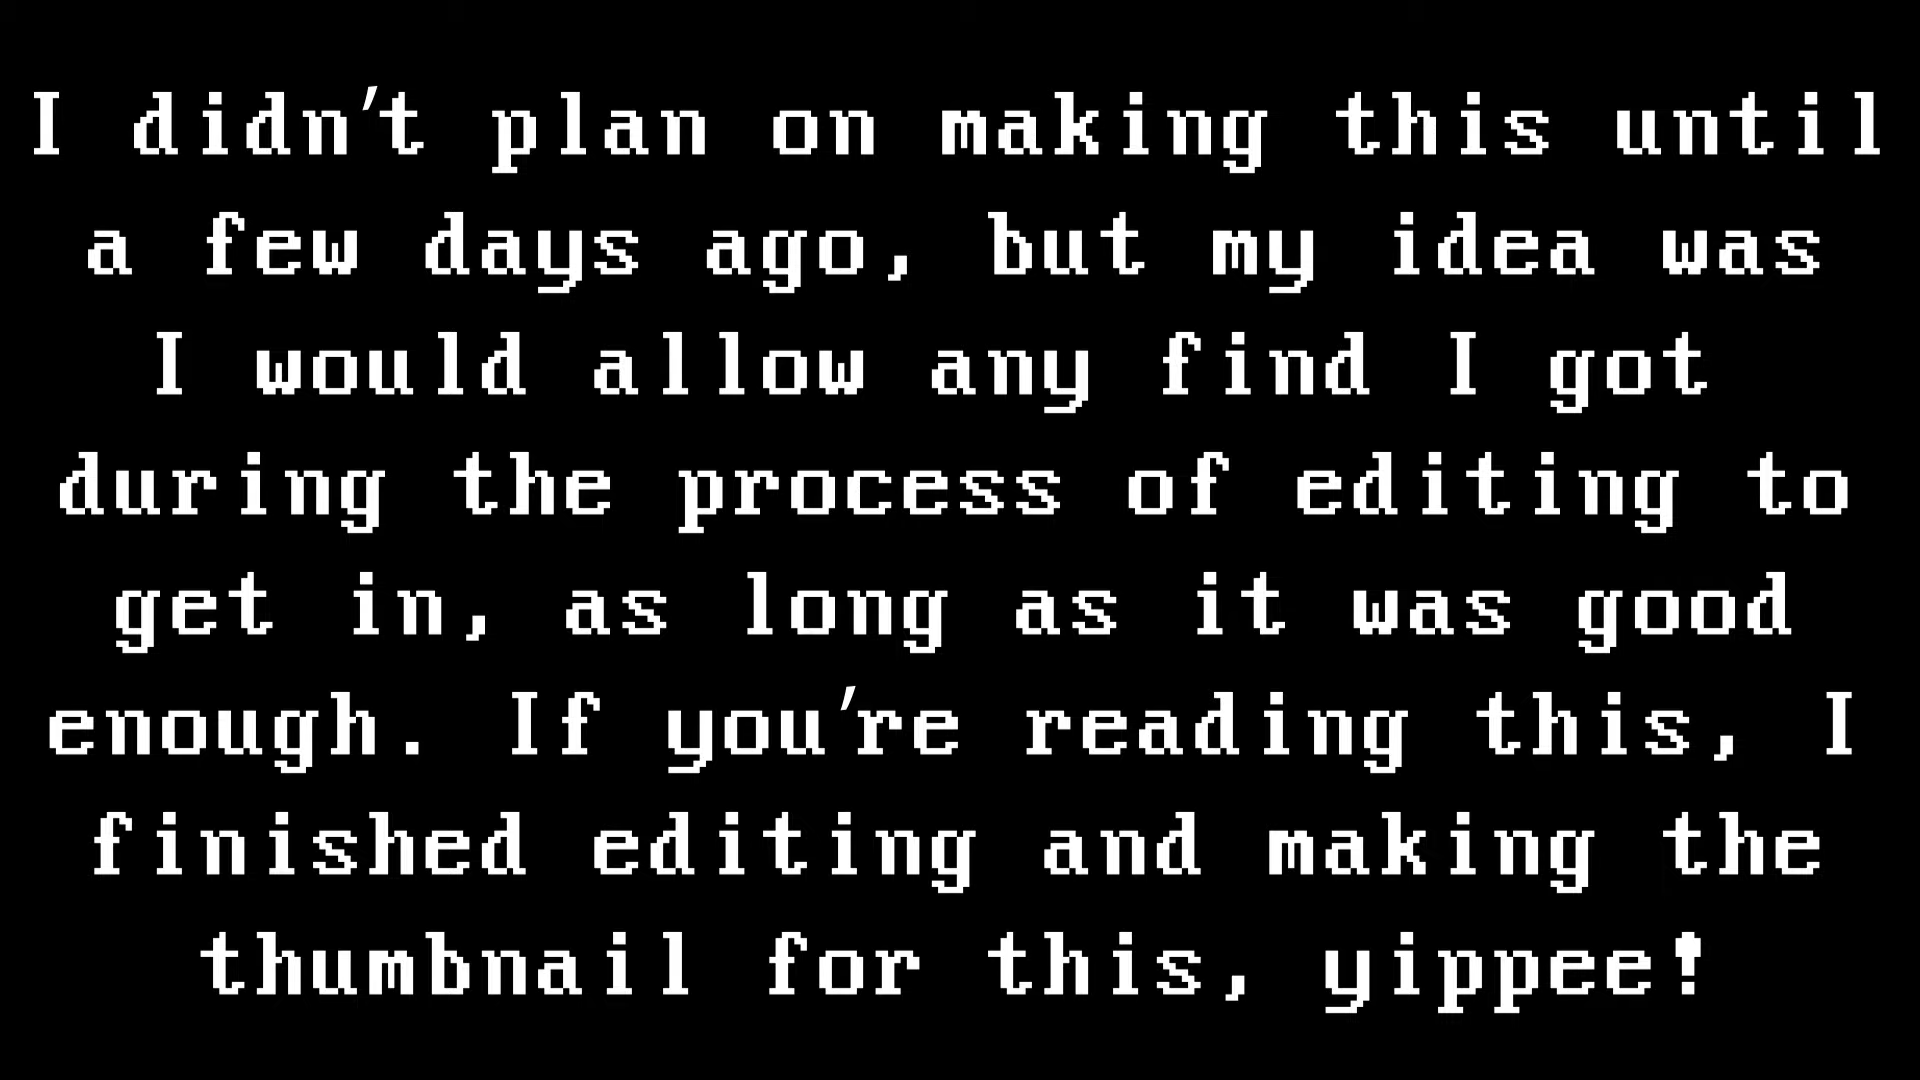 I didn't plan on making this until
a few days ago, but my idea was
I would allow any find I got
during the process of editing to
get in, as long as it was good
enough. If you're reading this, I
finished editing and making the
thumbnail for this, yippee!